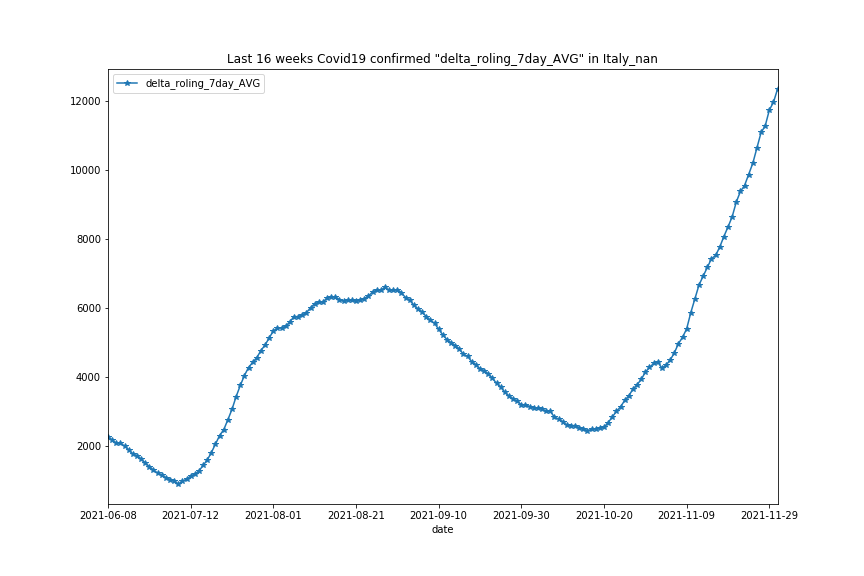 Last 16 weeks Covid19 confirmed "delta_roling_7day_AVG" in Italy_nan
delta_roling_7day_AVG
12000
10000
8000
6000
4000
2000
2021-06-08 2021-07-12 2021-08-01 2021-08-21 2021-09-10 2021-09-30 2021-10-20 2021-11-09 2021-11-29
date